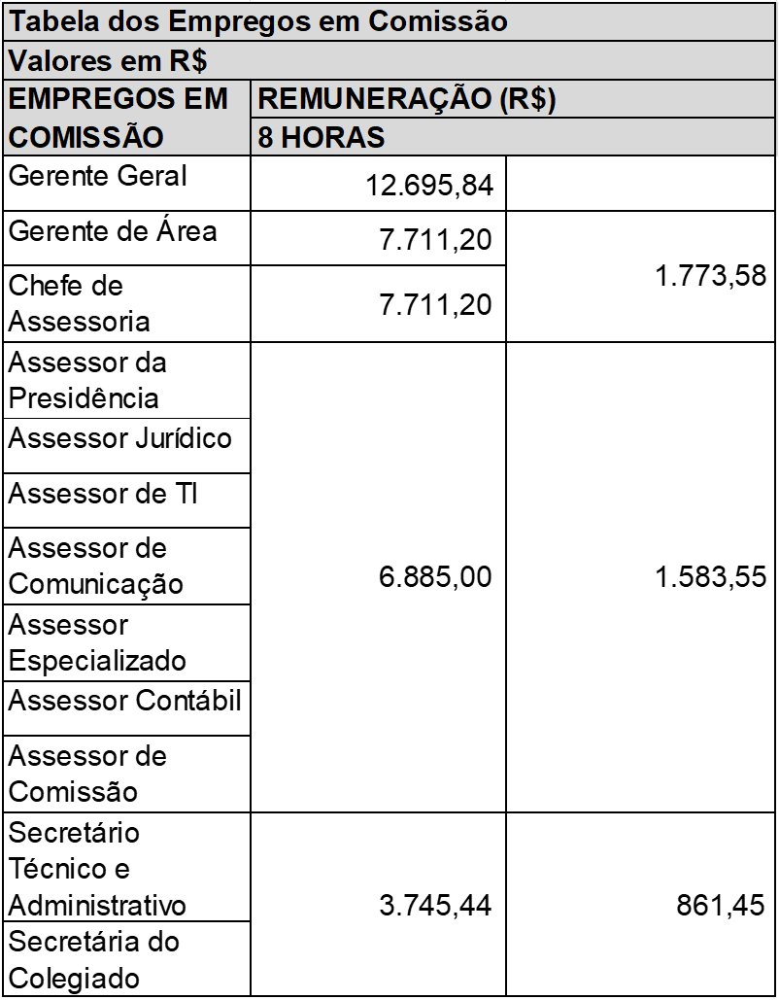 Tabela dos Empregos em Comissão
Valores em R$
EMPREGOS EM
COMISSÃO
REMUNERAÇÃO (R$)
8 HORAS
Gerente Geral
12.695,84
Gerente de Área
7.711,20
1.773,58
Chefe de
Assessoria
7.711,20
Assessor da
Presidência
Assessor Jurídico
Assessor de TI
Assessor de
Comunicação
Assessor
Especializado
Assessor Contábil
Assessor de
Comissão
6.885,00
1.583,55
Secretário
Técnico e
Administrativo
Secretária do
Colegiado
3.745,44
861,45